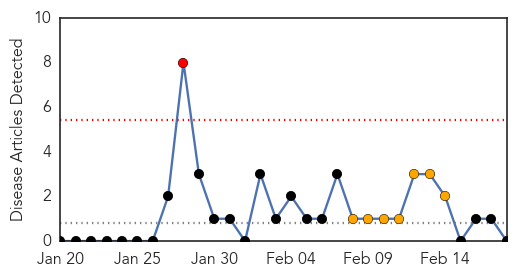 Disease Articles Detected
10
8
6
4
2
0
Jan 20
Jan 25
Jan 30
Feb 04
Feb 09
Feb 14